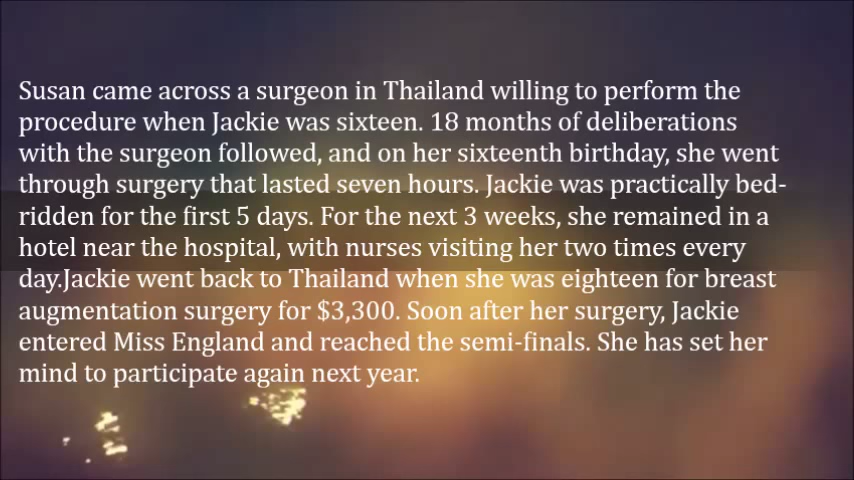 Susan came across a surgeon in Thailand willing to perform the
procedure when Jackie was sixteen. 18 months of deliberations
with the surgeon followed, and on her sixteenth birthday, she went
through surgery that lasted seven hours. Jackie was practically bed-
ridden for the first 5 days. For the next 3 weeks, she remained in a
hotel near the hospital, with nurses visiting her two times every
day.Jackie went back to Thailand when she was eighteen for breast
augmentation surgery for $3,300. Soon after her surgery, Jackie
entered Miss England and reached the semi-finals. She has set her
mind to participate again next year.